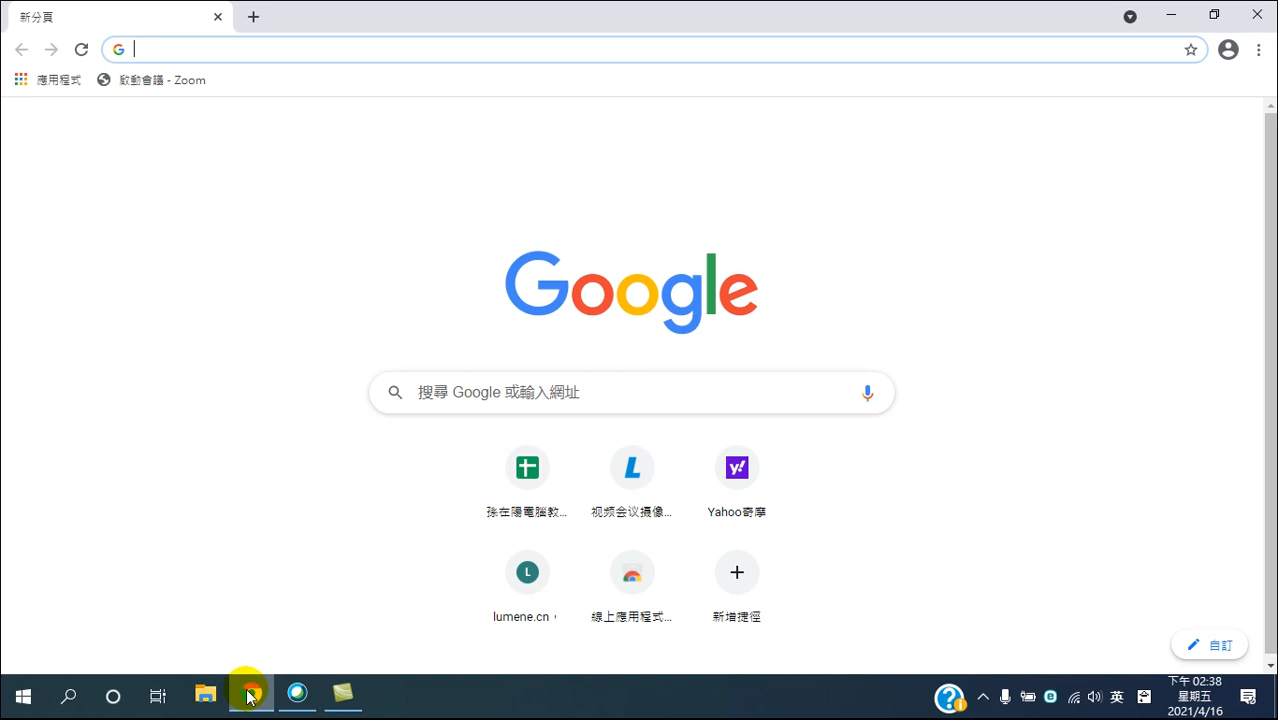 新分頁
應用程式
啟動會議 - Zoom
Google
搜尋 Google 或輸入網址
孫在陽電腦教...
视频会议摄像...
Yahoo奇摩
L
lumene.cn，
線上應用程式...
新增捷徑
自訂
英
下午 02:38
星期五
2021/4/16